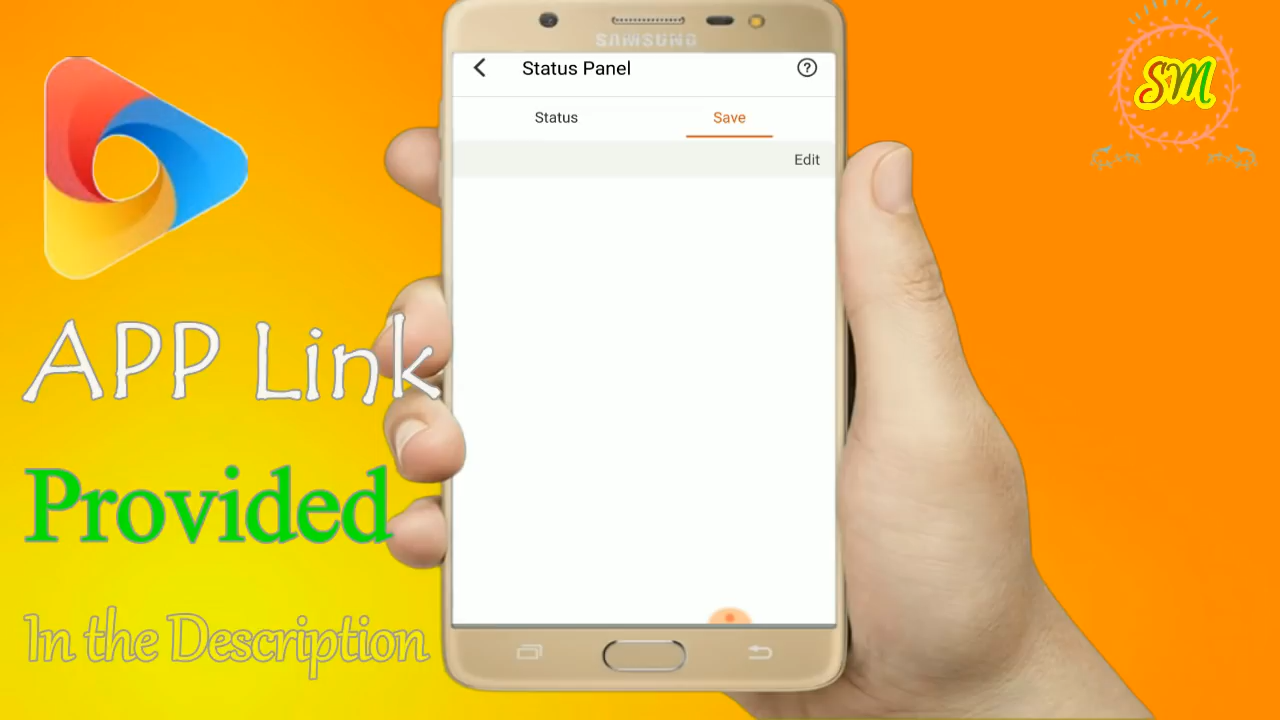 SM
SAMSUNG
Status Panel
Status
Save
Edit
APP Link
Provided
In the Description